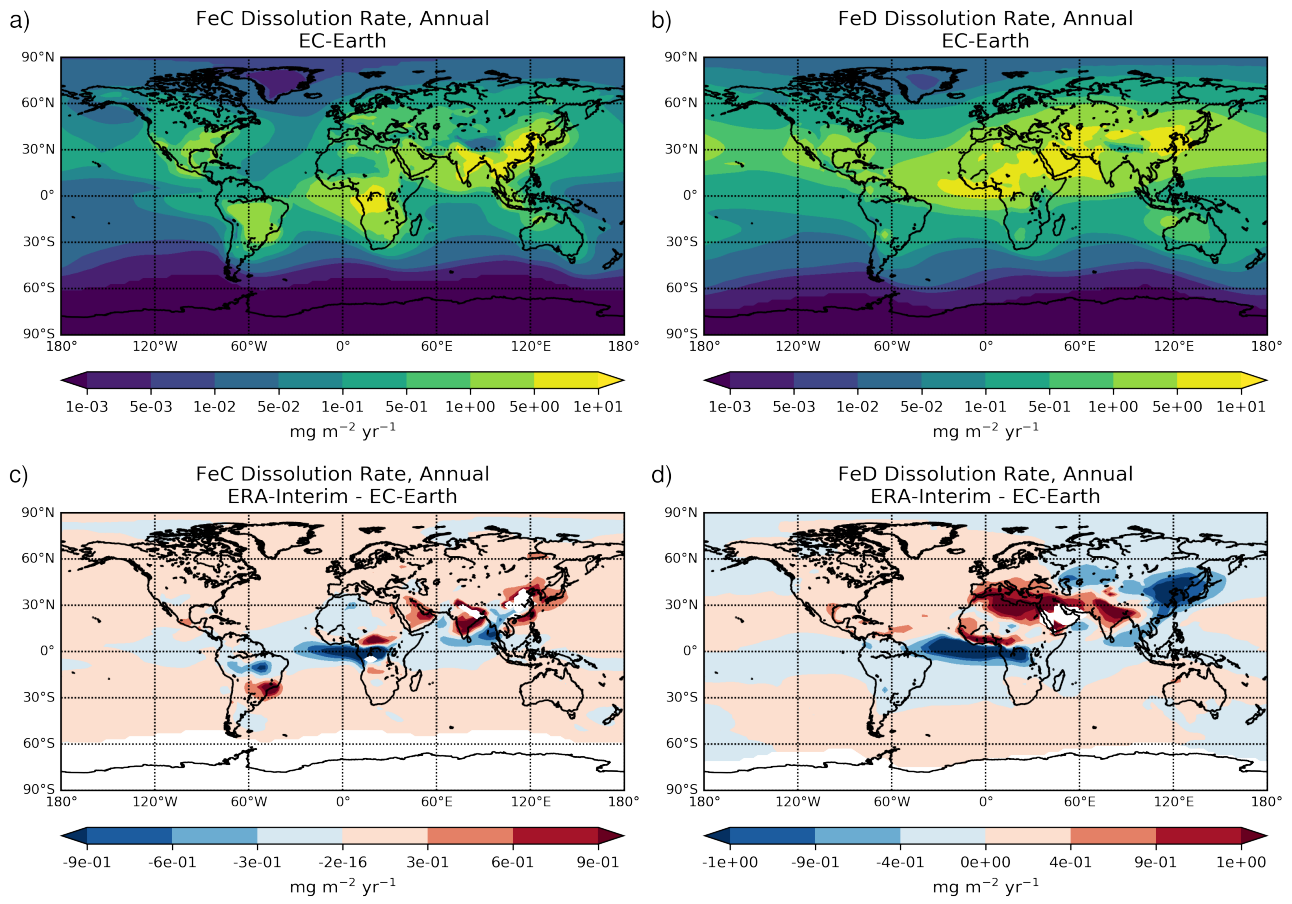 a)
FeC Dissolution Rate, Annual
EC-Earth
90°N
60°N
30°N
0°
30°S
60°S
90°S
180° 120°W 60°W 0° 60°E 120°E 180°
1e-03 5e-03 1e-02 5e-02 1e-01 5e-01 1e+00 5e+00 1e+01
mg m⁻² yr⁻¹
b)
FeD Dissolution Rate, Annual
EC-Earth
90°N
60°N
30°N
0°
30°S
60°S
90°S
180° 120°W 60°W 0° 60°E 120°E 180°
1e-03 5e-03 1e-02 5e-02 1e-01 5e-01 1e+00 5e+00 1e+01
mg m⁻² yr⁻¹
c)
FeC Dissolution Rate, Annual
ERA-Interim - EC-Earth
90°N
60°N
30°N
0°
30°S
60°S
90°S
180° 120°W 60°W 0° 60°E 120°E 180°
-9e-01 -6e-01 -3e-01 -2e-16 3e-01 6e-01 9e-01
mg m⁻² yr⁻¹
d)
FeD Dissolution Rate, Annual
ERA-Interim - EC-Earth
90°N
60°N
30°N
0°
30°S
60°S
90°S
180° 120°W 60°W 0° 60°E 120°E 180°
-1e+00 -9e-01 -4e-01 0e+00 4e-01 9e-01 1e+00
mg m⁻² yr⁻¹